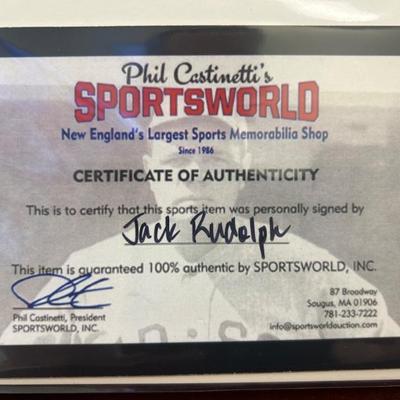 Phil Castinetti's
SPORTSWORLD
New England's Largest Sports Memorabilia Shop
Since 1986
CERTIFICATE OF AUTHENTICITY
This is to certify that this sports item was personally signed by
Jack Rudolph
This item is guaranteed 100% authentic by SPORTSWORLD, INC.
Phil Castinetti, President
SPORTSWORLD, INC.
87 Broadway
Saugus, MA 01906
781-233-7222
info@sportsworldauction.com